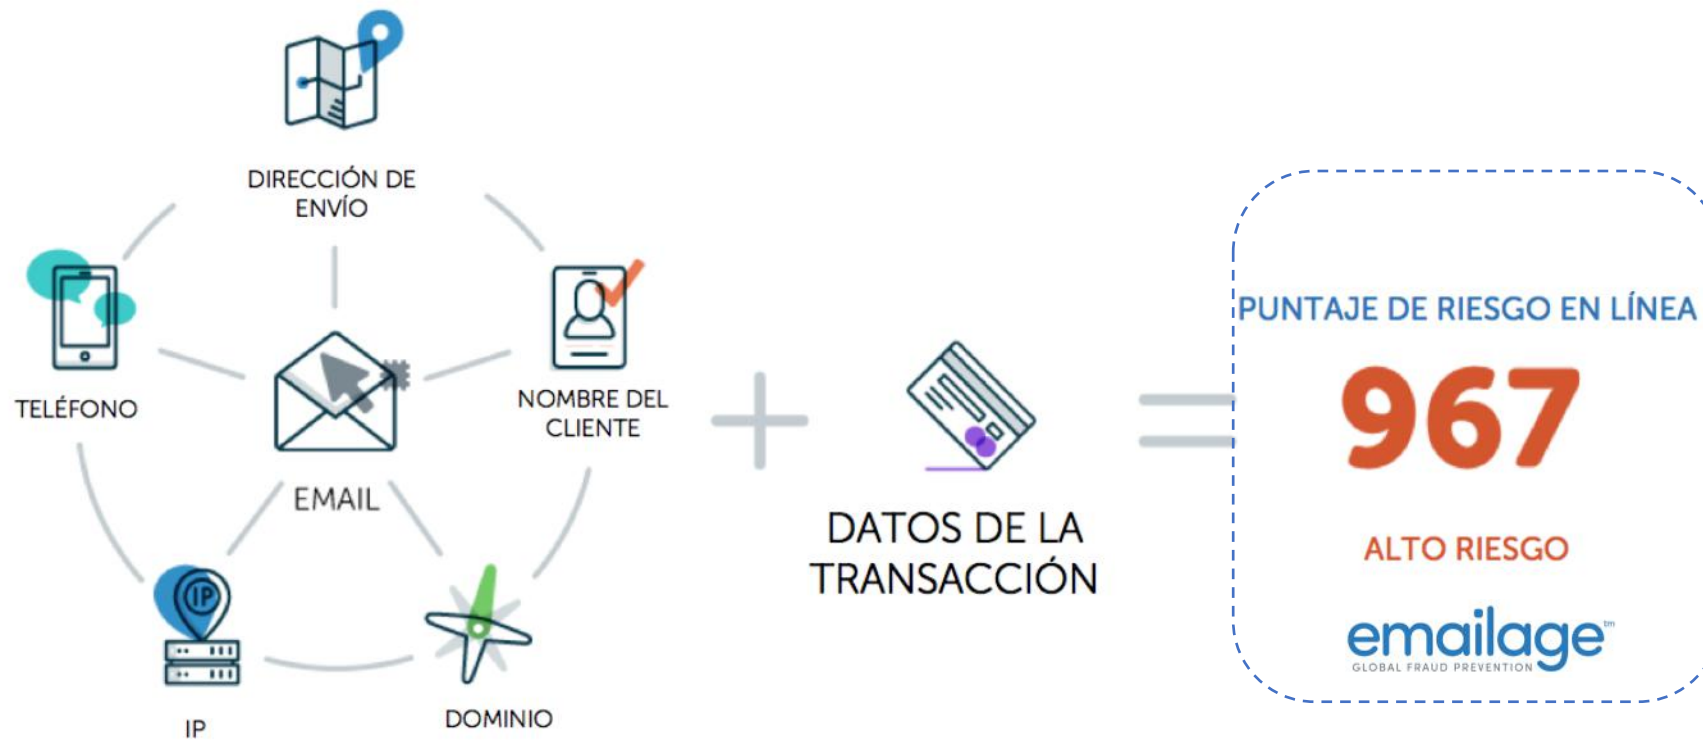 DIRECCIÓN DE
ENVÍO
TELÉFONO
NOMBRE DEL
CLIENTE
EMAIL
IP
IP
DOMINIO
DATOS DE LA
TRANSACCIÓN
PUNTAJE DE RIESGO EN LÍNEA
967
ALTO RIESGO
emailage™
GLOBAL FRAUD PREVENTION